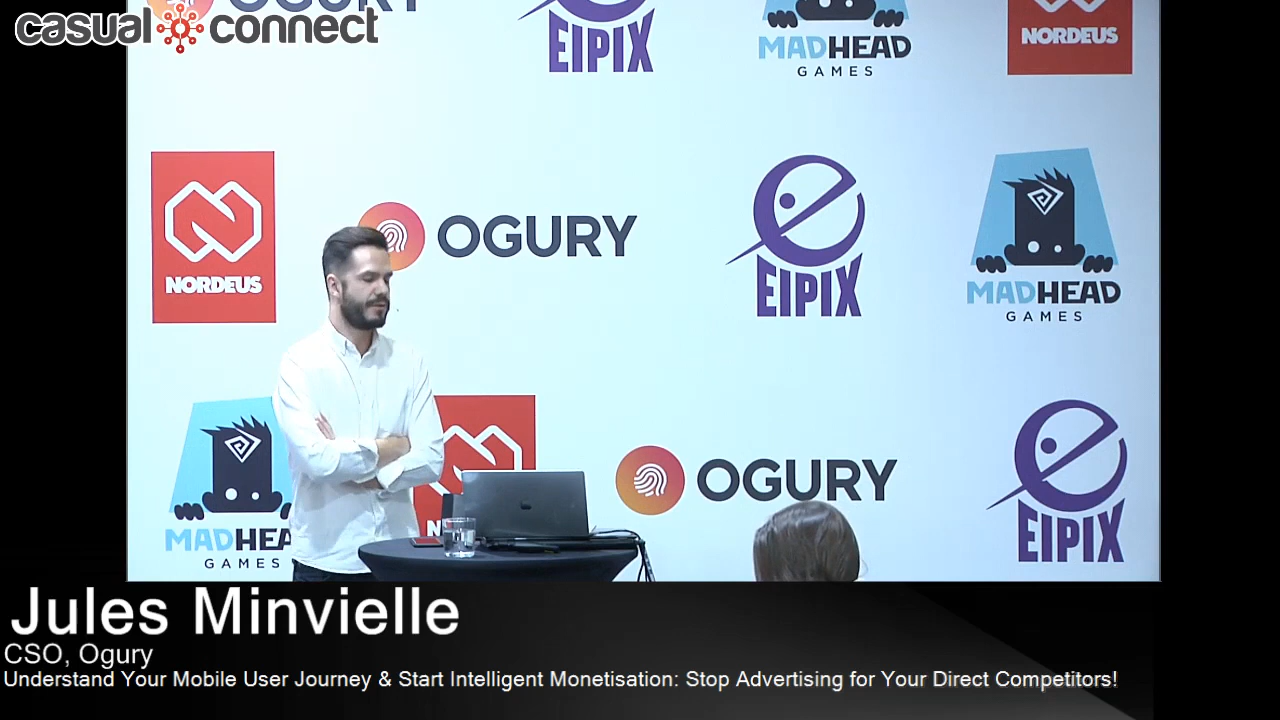 casual connect
OGURY
EIPIX
MADHEAD
GAMES
NORDEUS
NORDEUS
OGURY
EIPIX
MADHEAD
GAMES
MADHEA
GAMES
N
OGURY
EIPIX
Jules Minvielle
CSO, Ogury
Understand Your Mobile User Journey & Start Intelligent Monetisation: Stop Advertising for Your Direct Competitors!